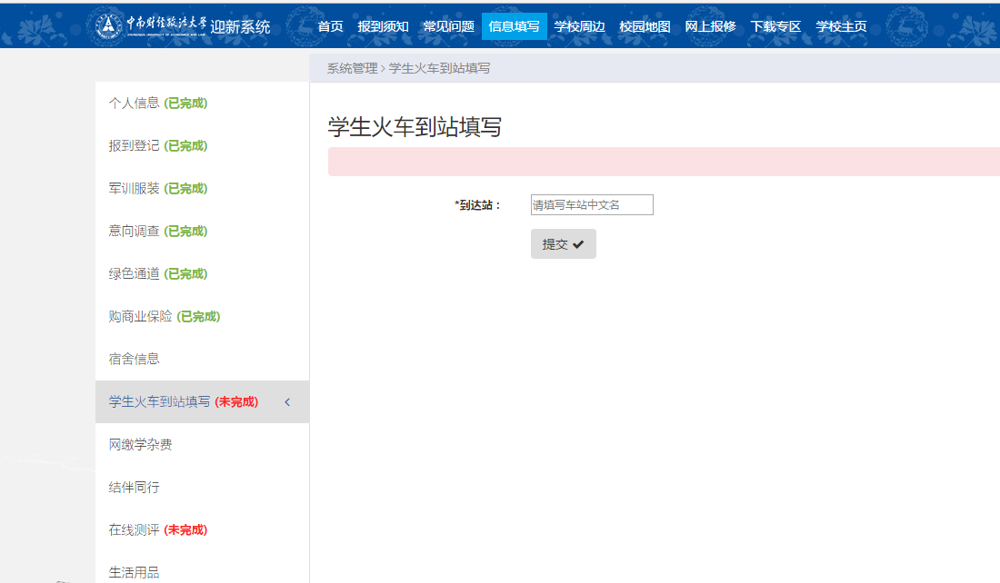 中南财经政法大学 迎新系统
首页 报到须知 常见问题 信息填写 学校周边 校园地图 网上报修 下载专区 学校主页
系统管理 > 学生火车到站填写
个人信息 (已完成)
报到登记 (已完成)
军训服装 (已完成)
意向调查 (已完成)
绿色通道 (已完成)
购商业保险 (已完成)
宿舍信息
学生火车到站填写 (未完成)
网缴学杂费
结伴同行
在线测评 (未完成)
生活用品
学生火车到站填写
*到达站：
请填写车站中文名
提交